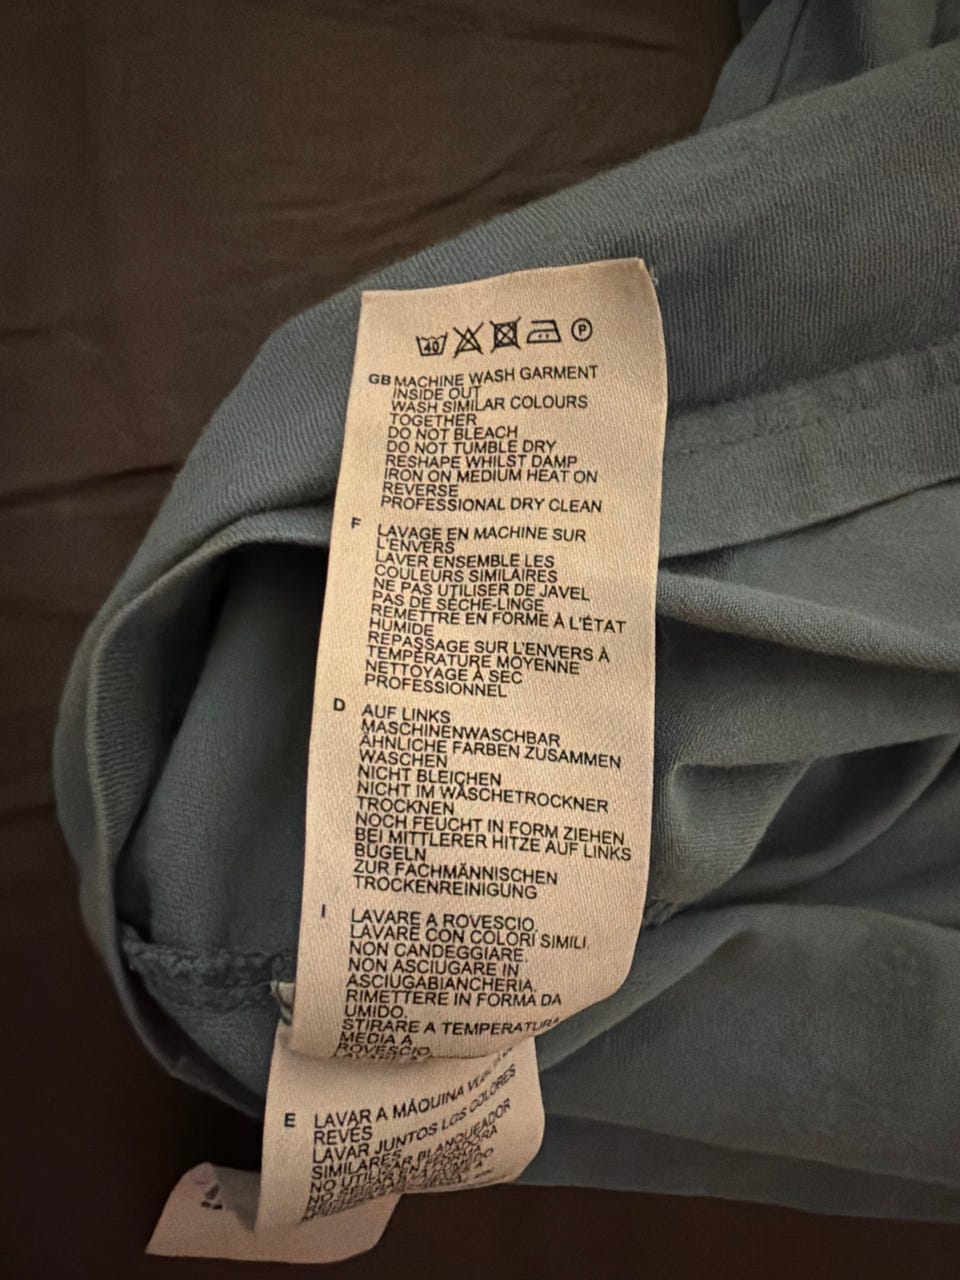 40 P
GB MACHINE WASH GARMENT
INSIDE OUT
WASH SIMILAR COLOURS
TOGETHER
DO NOT BLEACH
DO NOT TUMBLE DRY
RESHAPE WHILST DAMP
IRON ON MEDIUM HEAT ON
REVERSE
PROFESSIONAL DRY CLEAN
F LAVAGE EN MACHINE SUR
L'ENVERS
LAVER ENSEMBLE LES
COULEURS SIMILAIRES
NE PAS UTILISER DE JAVEL
PAS DE SÈCHE-LINGE
REMETTRE EN FORME À L'ÉTAT
HUMIDE
REPASSAGE SUR L'ENVERS À
TEMPÉRATURE MOYENNE
NETTOYAGE À SEC
PROFESSIONNEL
D AUF LINKS
MASCHINENWASCHBAR
ÄHNLICHE FARBEN ZUSAMMEN
WASCHEN
NICHT BLEICHEN
NICHT IM WÄSCHETROCKNER
TROCKNEN
NOCH FEUCHT IN FORM ZIEHEN
BEI MITTLERER HITZE AUF LINKS
BÜGELN
ZUR FACHMÄNNISCHEN
TROCKENREINIGUNG
I LAVARE A ROVESCIO.
LAVARE CON COLORI SIMILI.
NON CANDEGGIARE.
NON ASCIUGARE IN
ASCIUGABIANCHERIA.
RIMETTERE IN FORMA DA
UMIDO.
STIRARE A TEMPERATURA
MEDIA A
ROVESCIO.
E LAVAR A MÁQUINA
REVÉS
LAVAR JUNTOS LOS COLORES
SIMILARES
NO UTILIZAR BLANQUEADOR